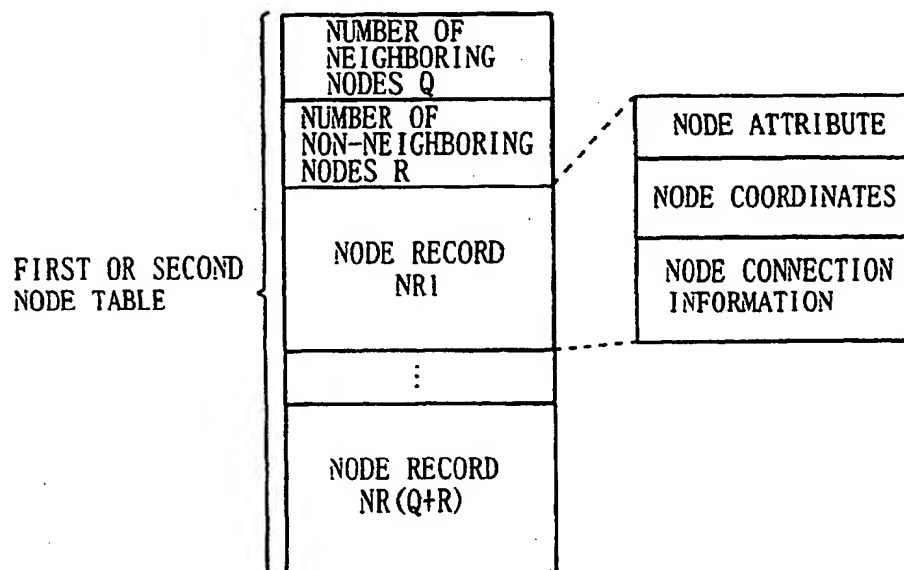 NUMBER OF
NEIGHBORING
NODES Q
NUMBER OF
NON-NEIGHBORING
NODES R
NODE RECORD
NR1
⋮
NODE RECORD
NR(Q+R)
FIRST OR SECOND
NODE TABLE
NODE ATTRIBUTE
NODE COORDINATES
NODE CONNECTION
INFORMATION